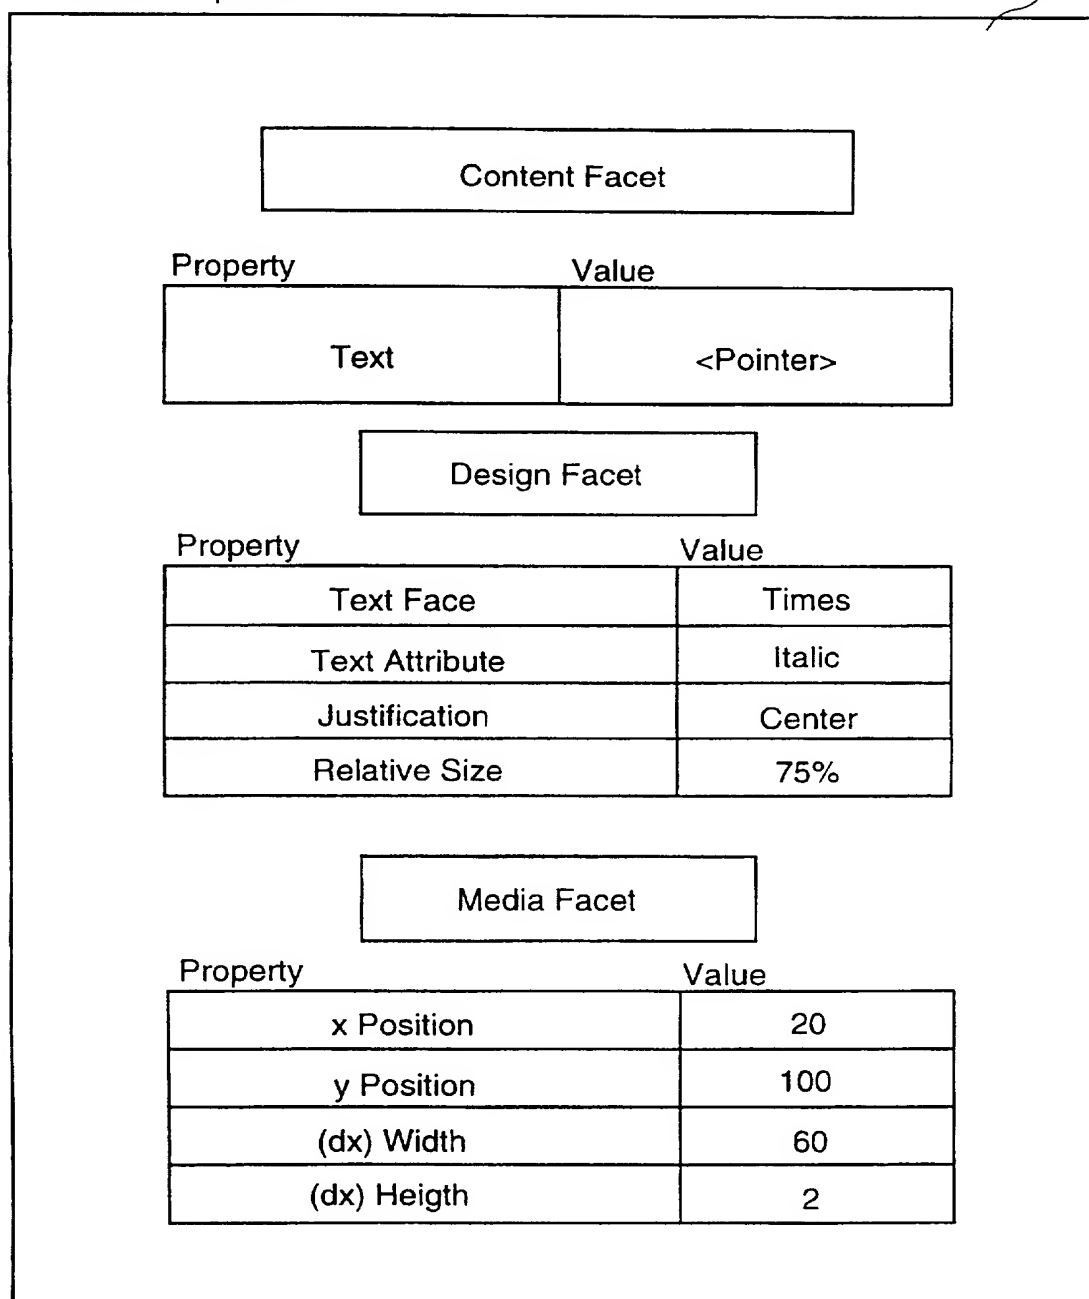 Content Facet
Property Value
Text <Pointer>
Design Facet
Property Value
Text Face Times
Text Attribute Italic
Justification Center
Relative Size 75%
Media Facet
Property Value
x Position 20
y Position 100
(dx) Width 60
(dx) Heigth 2